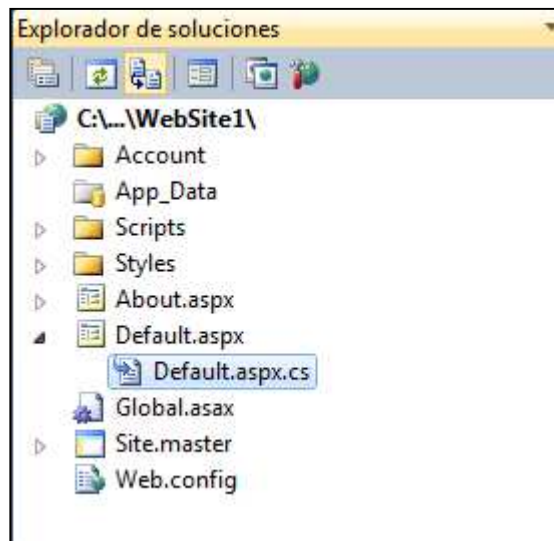 Explorador de soluciones
C:\...\WebSite1\
Account
App_Data
Scripts
Styles
About.aspx
Default.aspx
Default.aspx.cs
Global.asax
Site.master
Web.config